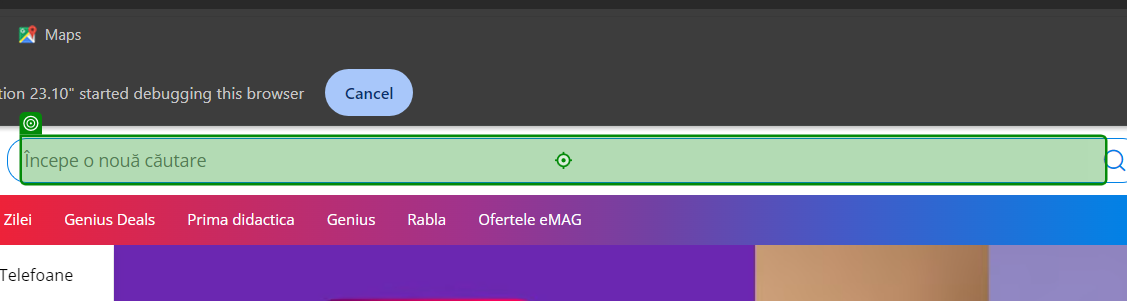 Maps
tion 23.10" started debugging this browser Cancel
Începe o nouă căutare
Zilei Genius Deals Prima didactica Genius Rabla Ofertele eMAG
Telefoane